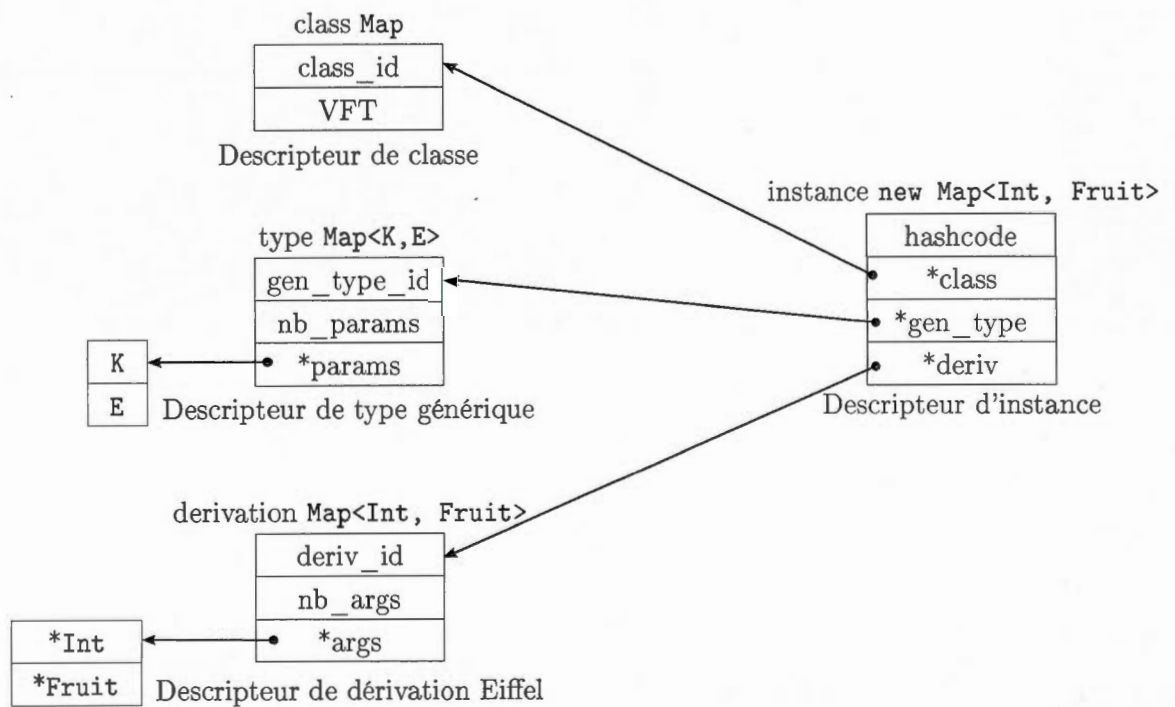 class Map
class_id
VFT
Descripteur de classe
instance new Map<Int, Fruit>
hashcode
*class
*gen_type
*deriv
Descripteur d'instance
type Map<K,E>
gen_type_id
nb_params
*params
K
E
Descripteur de type générique
derivation Map<Int, Fruit>
deriv_id
nb_args
*args
*Int
*Fruit
Descripteur de dérivation Eiffel